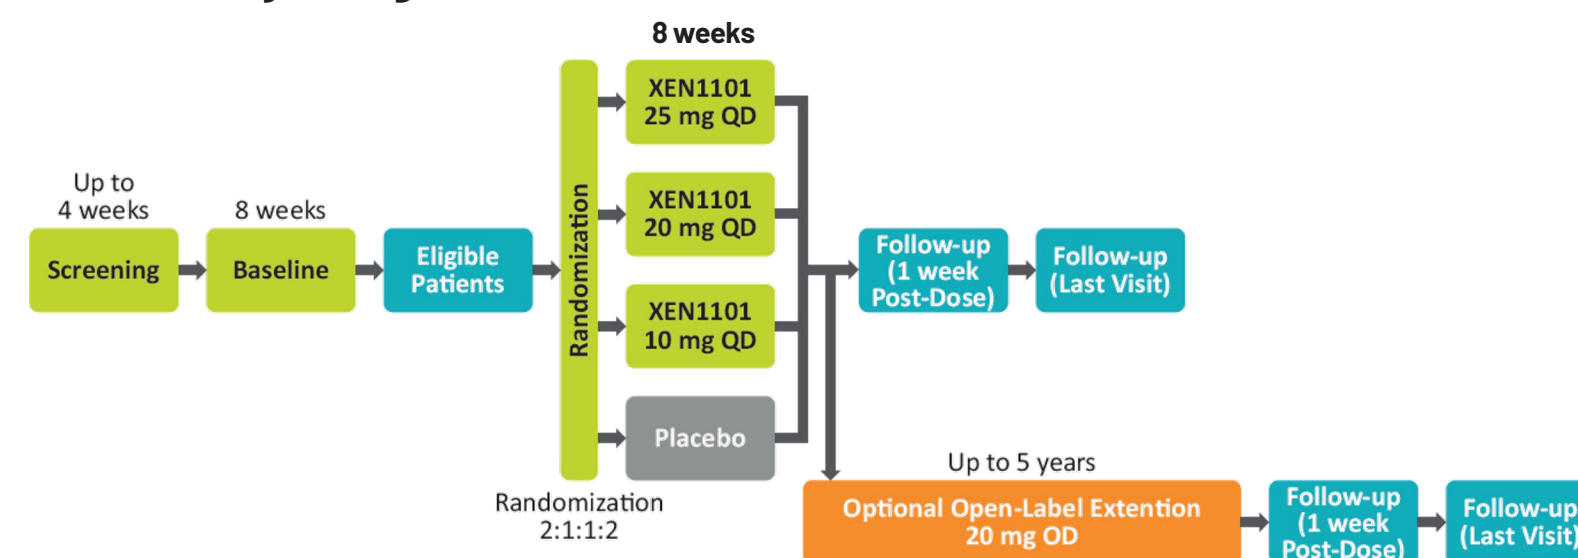 8 weeks
XEN1101
25 mg QD
Up to
4 weeks
8 weeks
XEN1101
20 mg QD
Screening
Baseline
Eligible
Patients
Randomization
Follow-up
(1 week
Post-Dose)
Follow-up
(Last Visit)
XEN1101
10 mg QD
Placebo
Randomization
2:1:1:2
Up to 5 years
Optional Open-Label Extention
20 mg OD
Follow-up
(1 week
Post-Dose)
Follow-up
(Last Visit)